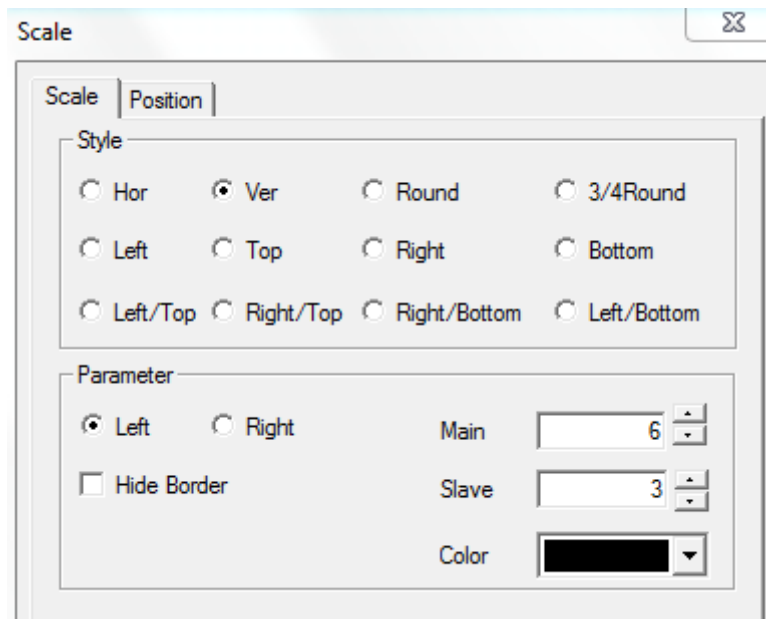 Scale
Scale Position
Style
Hor Ver Round 3/4Round
Left Top Right Bottom
Left/Top Right/Top Right/Bottom Left/Bottom
Parameter
Left Right Main 6
Hide Border Slave 3
Color